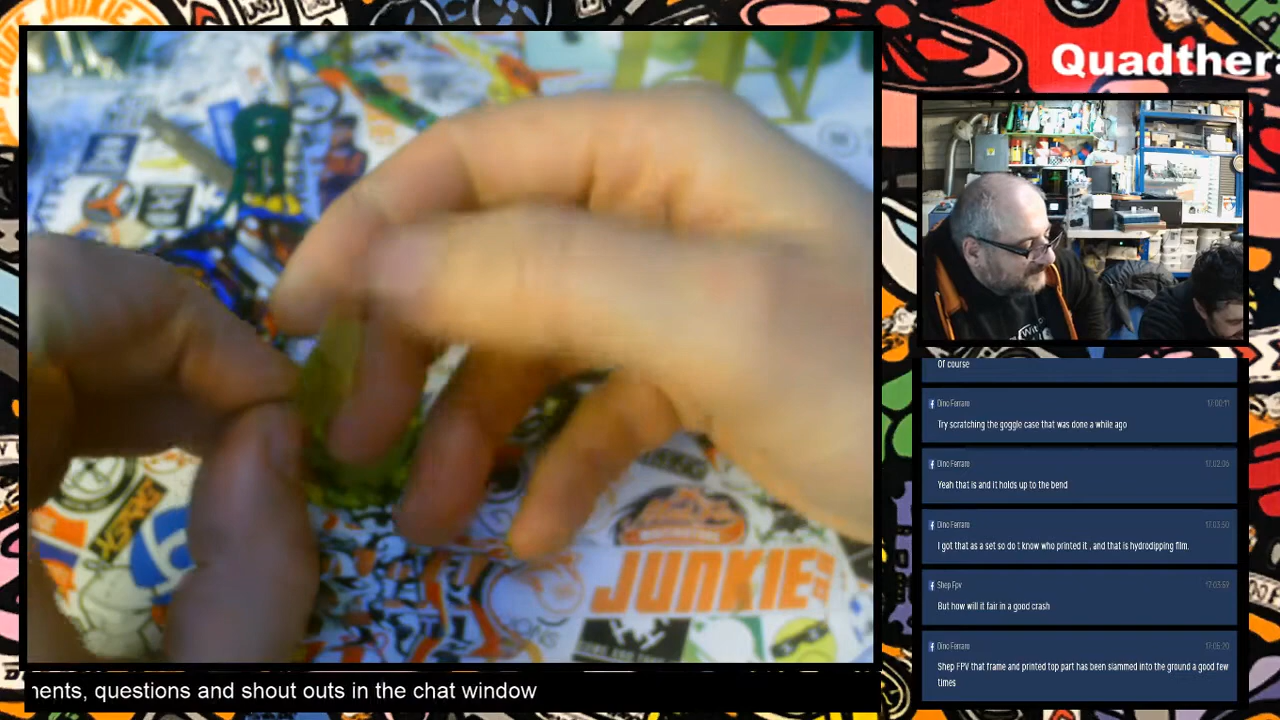 Quadthera
Of course
Dino Ferraro
17:00:11
Try scratching the goggle case that was done a while ago
Dino Ferraro
17:02:06
Yeah that is and it holds up to the bend
Dino Ferraro
17:03:50
I got that as a set so do t know who printed it , and that is hydrodipping film.
Shep Fpv
17:03:59
But how will it fair in a good crash
Dino Ferraro
17:05:20
Shep FPV that frame and printed top part has been slammed into the ground a good few
times
JUNKIE
nents, questions and shout outs in the chat window